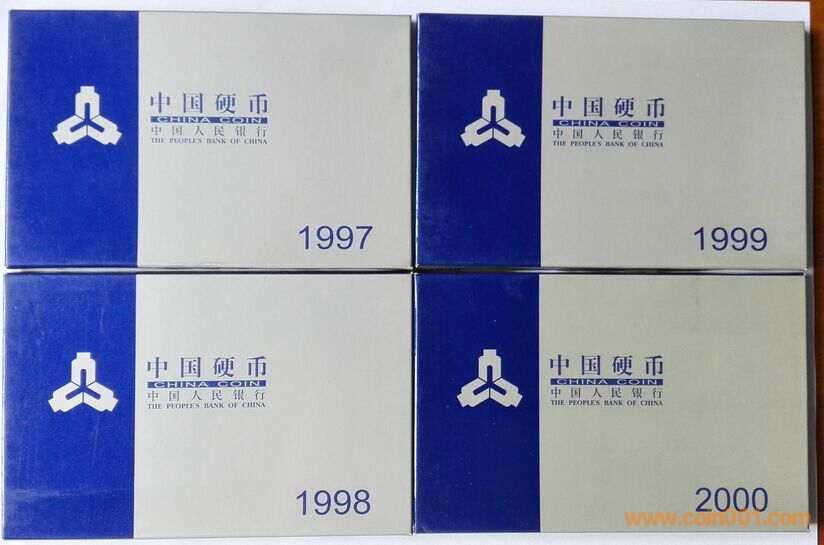 中国硬币
CHINA COIN
中国人民银行
THE PEOPLE'S BANK OF CHINA
1997
中国硬币
CHINA COIN
中国人民银行
THE PEOPLE'S BANK OF CHINA
1999
中国硬币
CHINA COIN
中国人民银行
THE PEOPLE'S BANK OF CHINA
1998
中国硬币
CHINA COIN
中国人民银行
THE PEOPLE'S BANK OF CHINA
2000
www.coin001.com